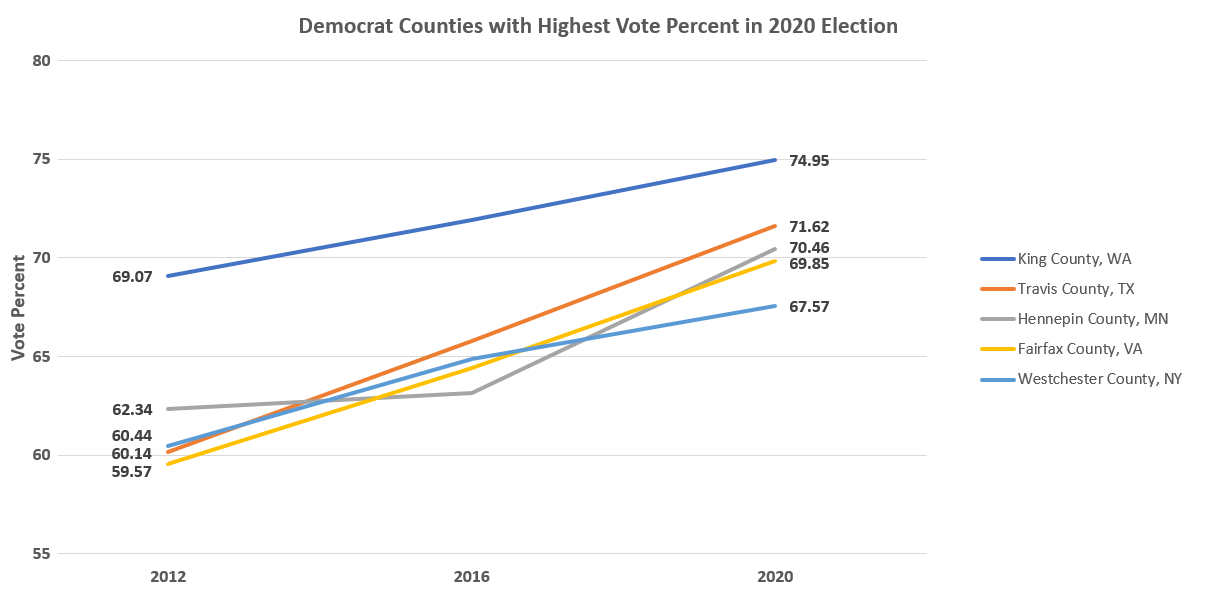 Democrat Counties with Highest Vote Percent in 2020 Election
80
75
70
65
60
55
Vote Percent
69.07
62.34
60.44
60.14
59.57
74.95
71.62
70.46
69.85
67.57
2012
2016
2020
King County, WA
Travis County, TX
Hennepin County, MN
Fairfax County, VA
Westchester County, NY